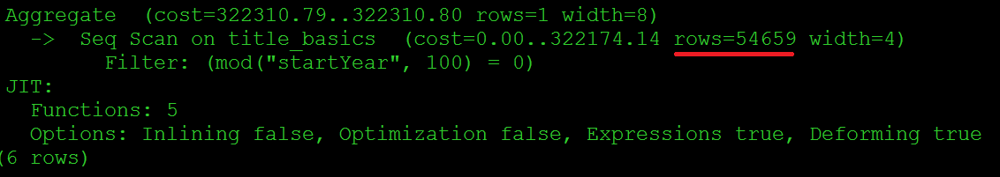 Aggregate  (cost=322310.79..322310.80 rows=1 width=8)
  ->  Seq Scan on title_basics  (cost=0.00..322174.14 rows=54659 width=4)
        Filter: (mod("startYear", 100) = 0)
JIT:
  Functions: 5
  Options: Inlining false, Optimization false, Expressions true, Deforming true
(6 rows)